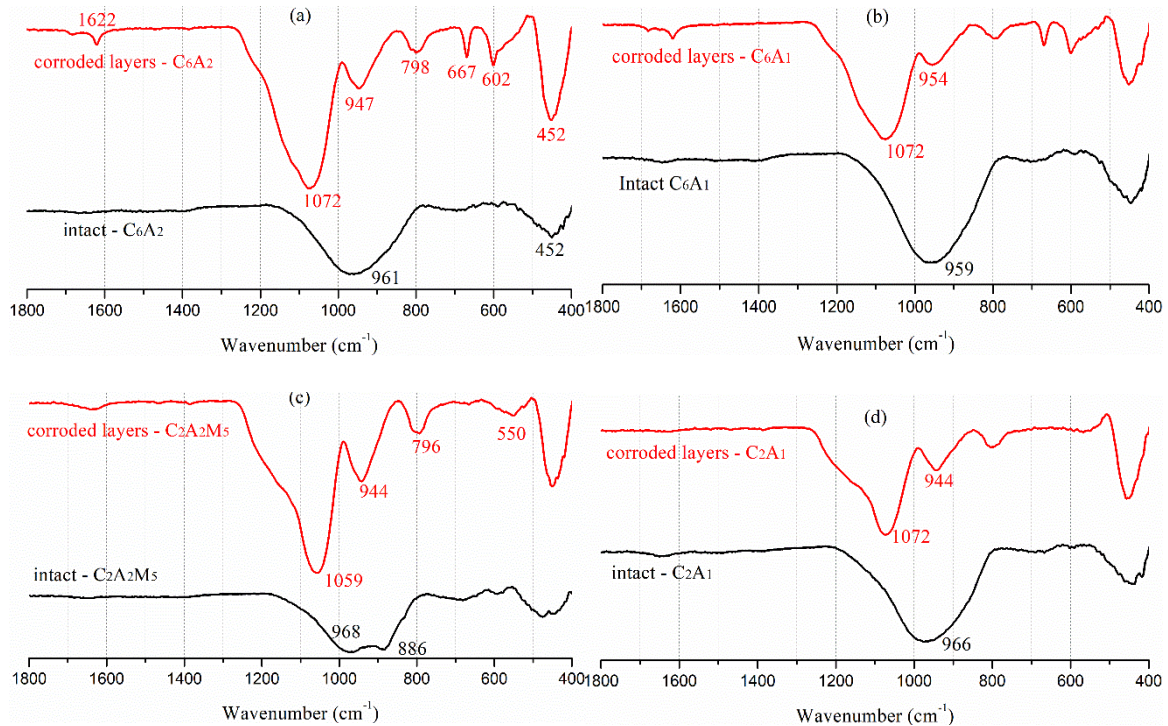 (a)
1622
corroded layers - C₆A₂
798
667
602
947
452
1072
intact - C₆A₂
452
961
1800 1600 1400 1200 1000 800 600 400
Wavenumber (cm⁻¹)
(b)
corroded layers - C₆A₁
954
1072
Intact C₆A₁
959
1800 1600 1400 1200 1000 800 600 400
Wavenumber (cm⁻¹)
(c)
corroded layers - C₂A₂M₅
796
550
944
1059
intact - C₂A₂M₅
968
886
1800 1600 1400 1200 1000 800 600 400
Wavenumber (cm⁻¹)
(d)
corroded layers - C₂A₁
944
1072
intact - C₂A₁
966
1800 1600 1400 1200 1000 800 600 400
Wavenumber (cm⁻¹)